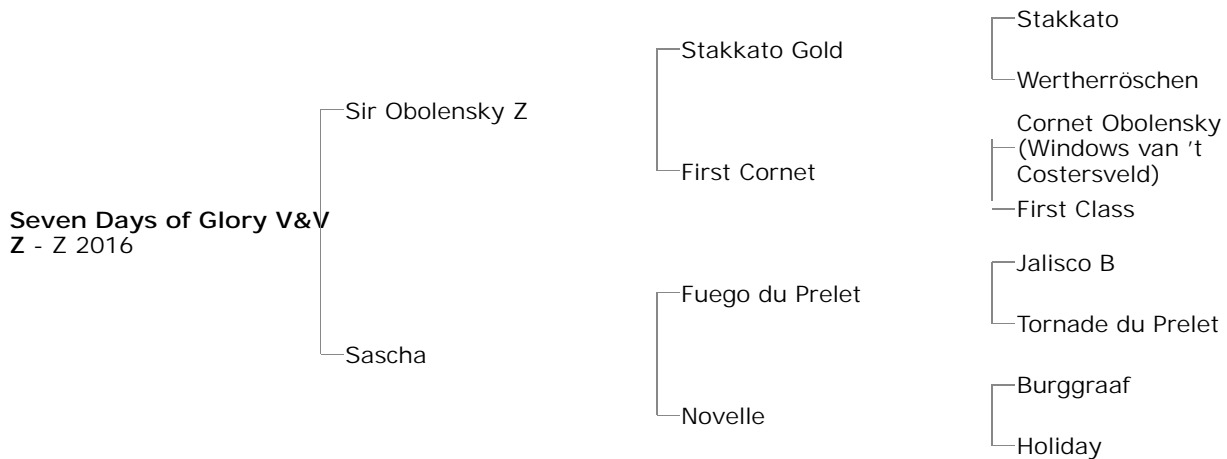 Stakkato
Stakkato Gold
Wertherröschen
Sir Obolensky Z
Cornet Obolensky
(Windows van 't
Costersveld)
First Cornet
First Class
Seven Days of Glory V&V
Z - Z 2016
Jalisco B
Fuego du Prelet
Tornade du Prelet
Sascha
Burggraaf
Novelle
Holiday